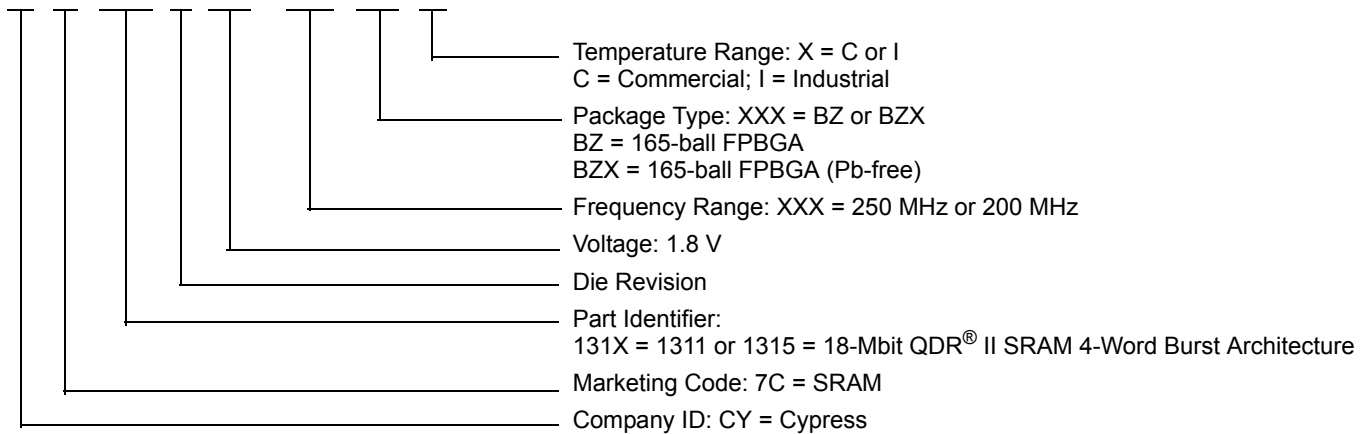 Temperature Range: X = C or I
C = Commercial; I = Industrial
Package Type: XXX = BZ or BZX
BZ = 165-ball FPBGA
BZX = 165-ball FPBGA (Pb-free)
Frequency Range: XXX = 250 MHz or 200 MHz
Voltage: 1.8 V
Die Revision
Part Identifier:
131X = 1311 or 1315 = 18-Mbit QDR® II SRAM 4-Word Burst Architecture
Marketing Code: 7C = SRAM
Company ID: CY = Cypress